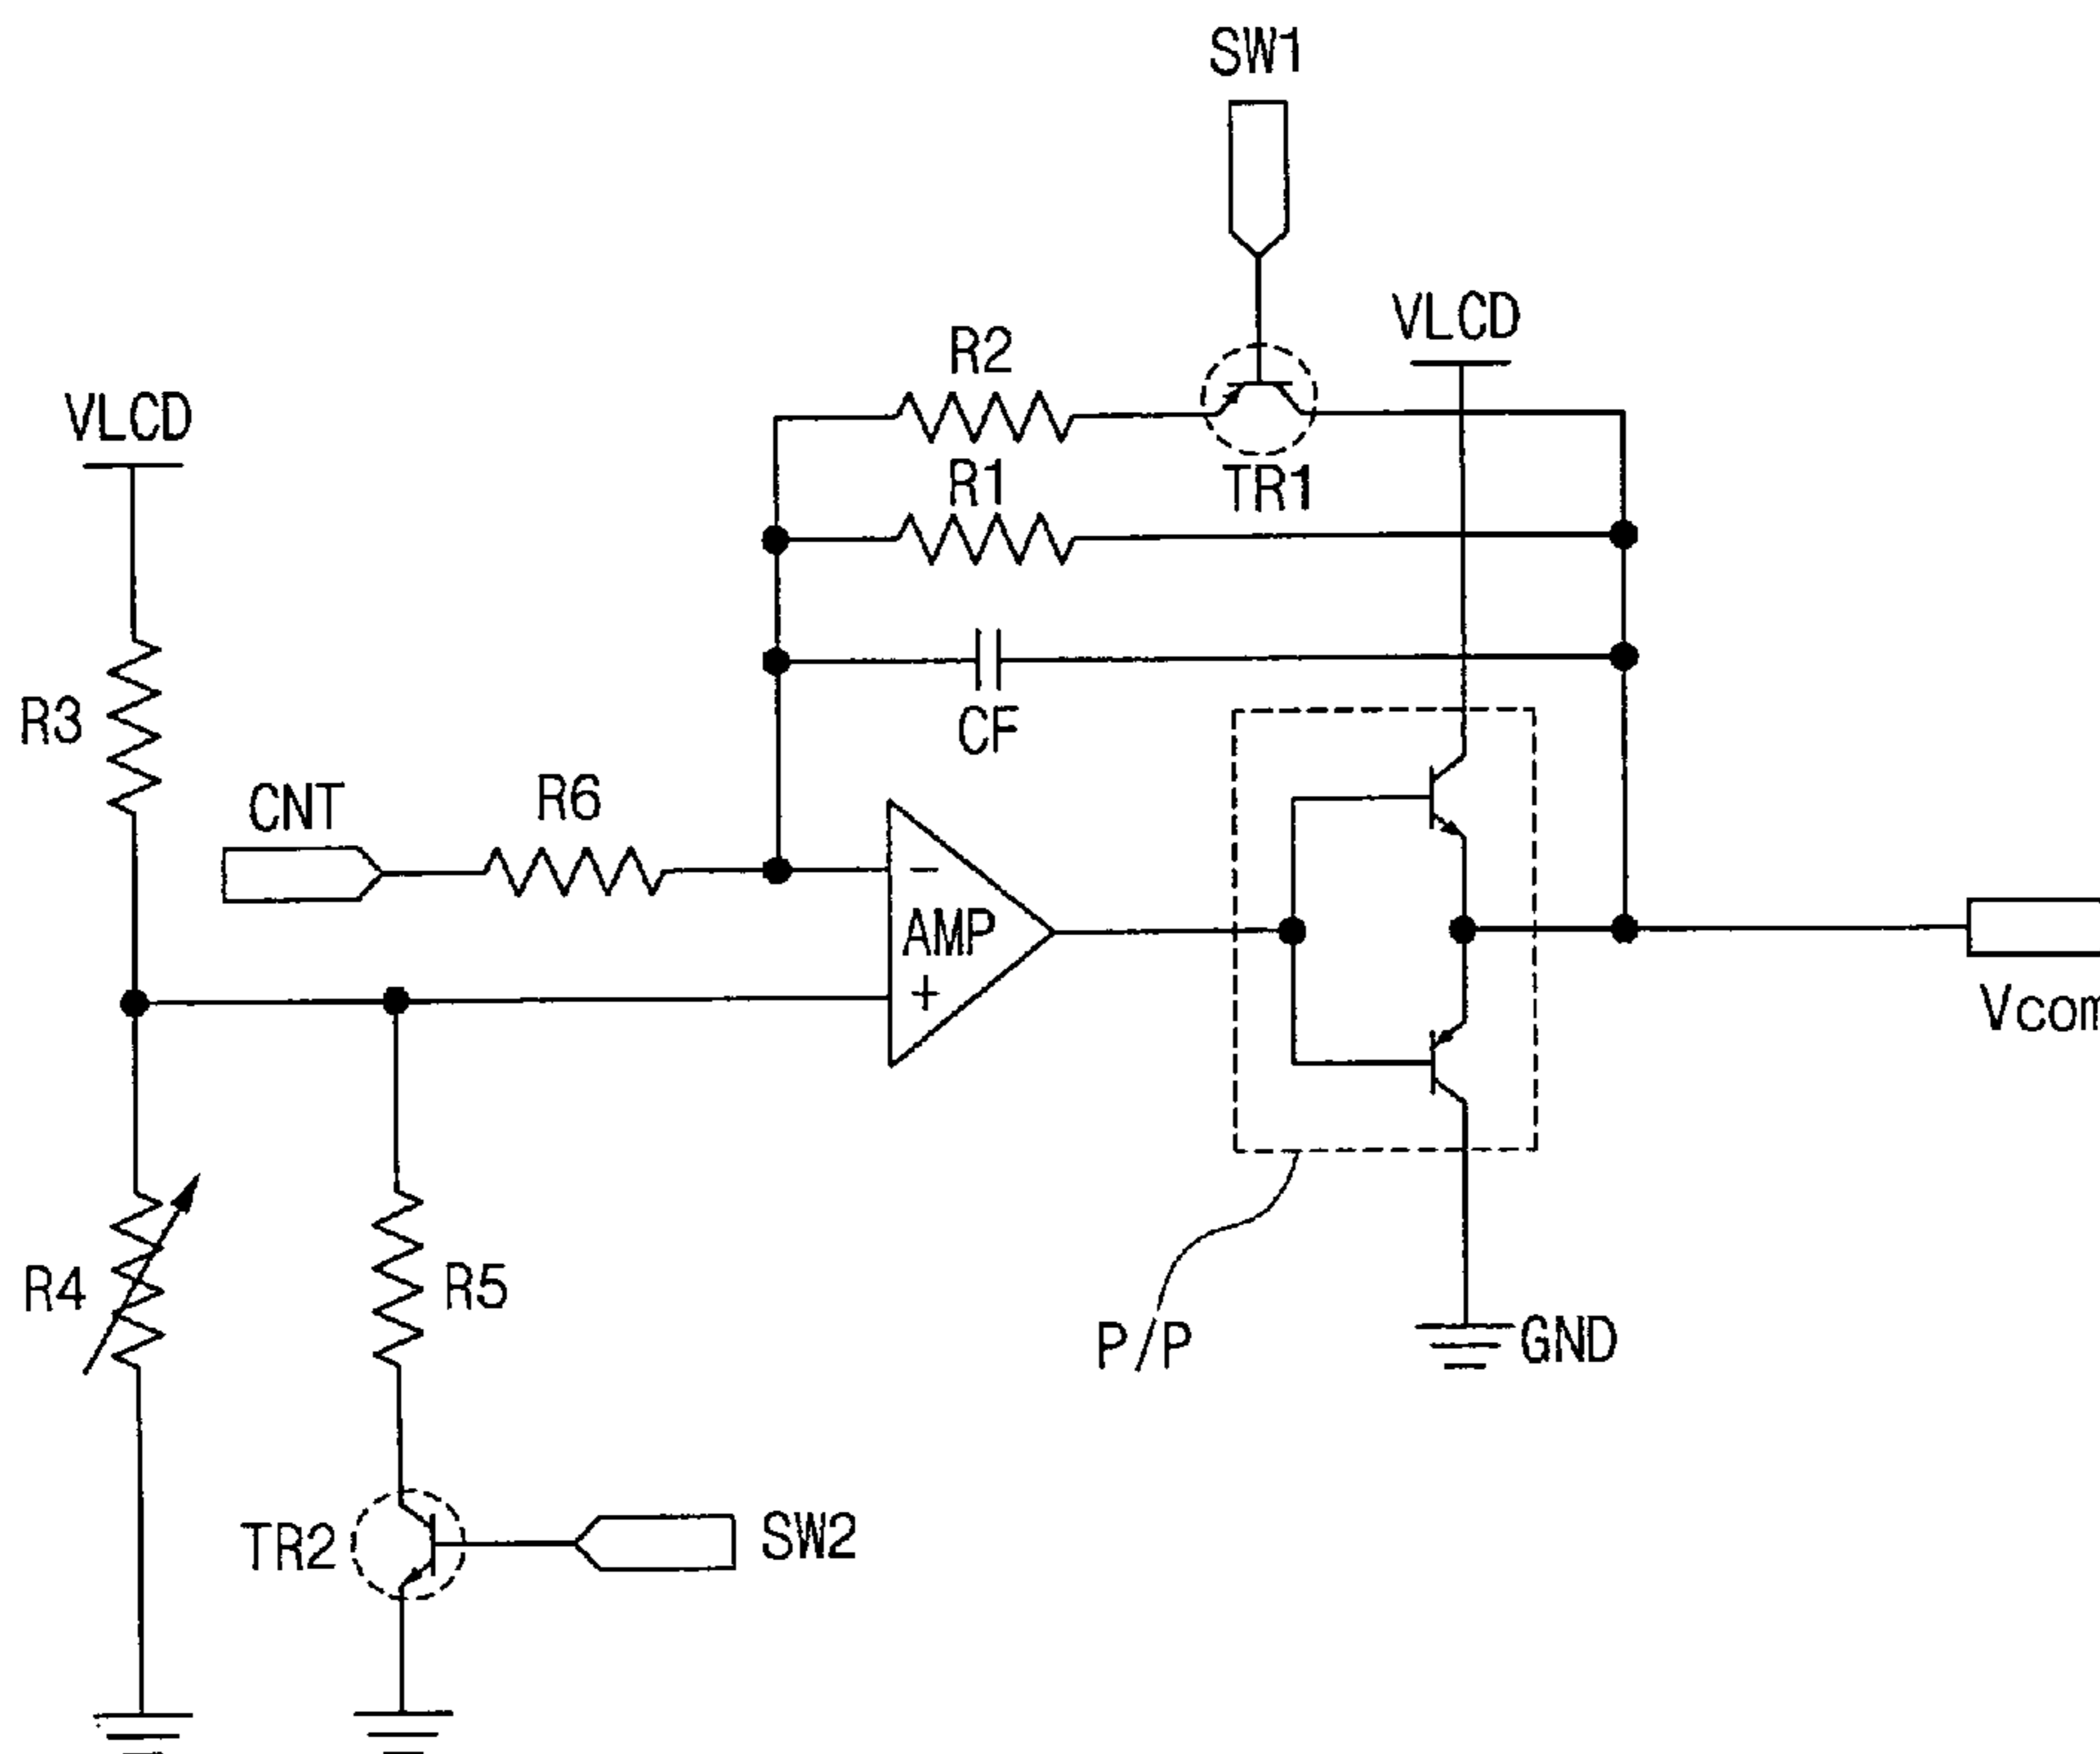 SW1
VLCD
R2
VLCD
TR1
R1
R3
CF
CNT
R6
−
AMP
+
Vcom
R4
R5
P/P
GND
TR2
SW2